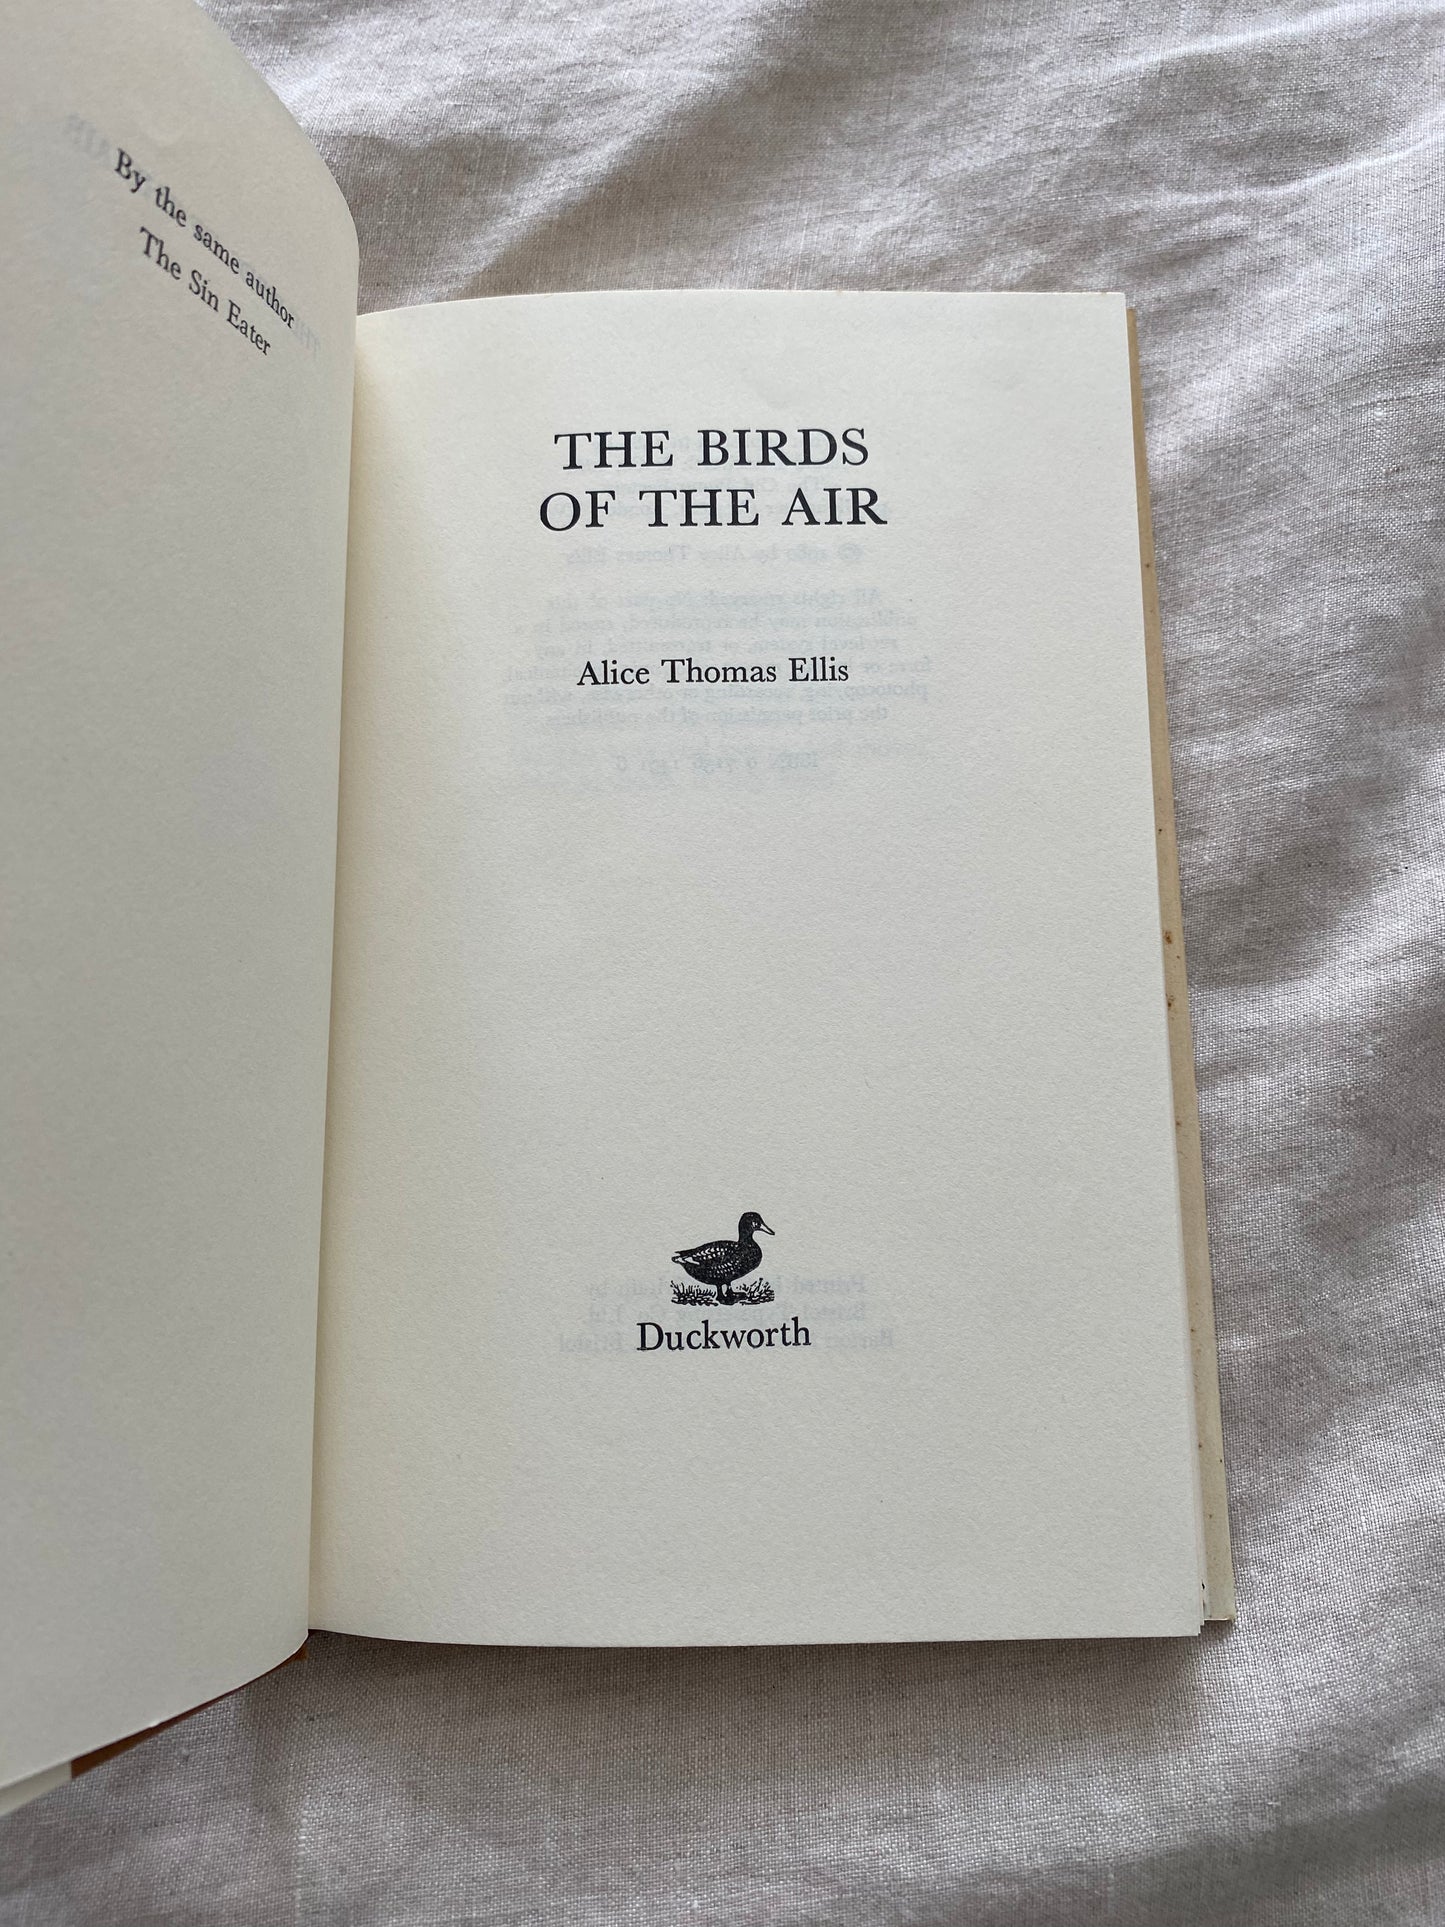 By the same author
The Sin Eater
THE BIRDS
OF THE AIR
Alice Thomas Ellis
Duckworth